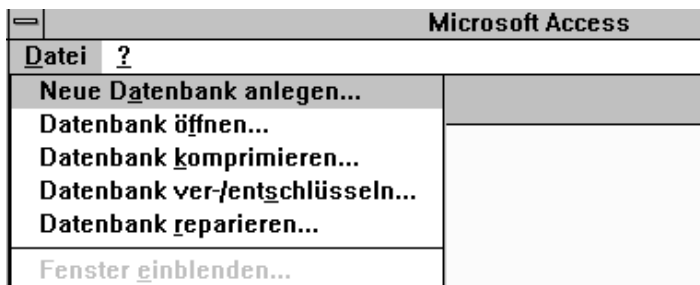 Microsoft Access
Datei ?
Neue Datenbank anlegen...
Datenbank öffnen...
Datenbank komprimieren...
Datenbank ver-/entschlüsseln...
Datenbank reparieren...
Fenster einblenden...